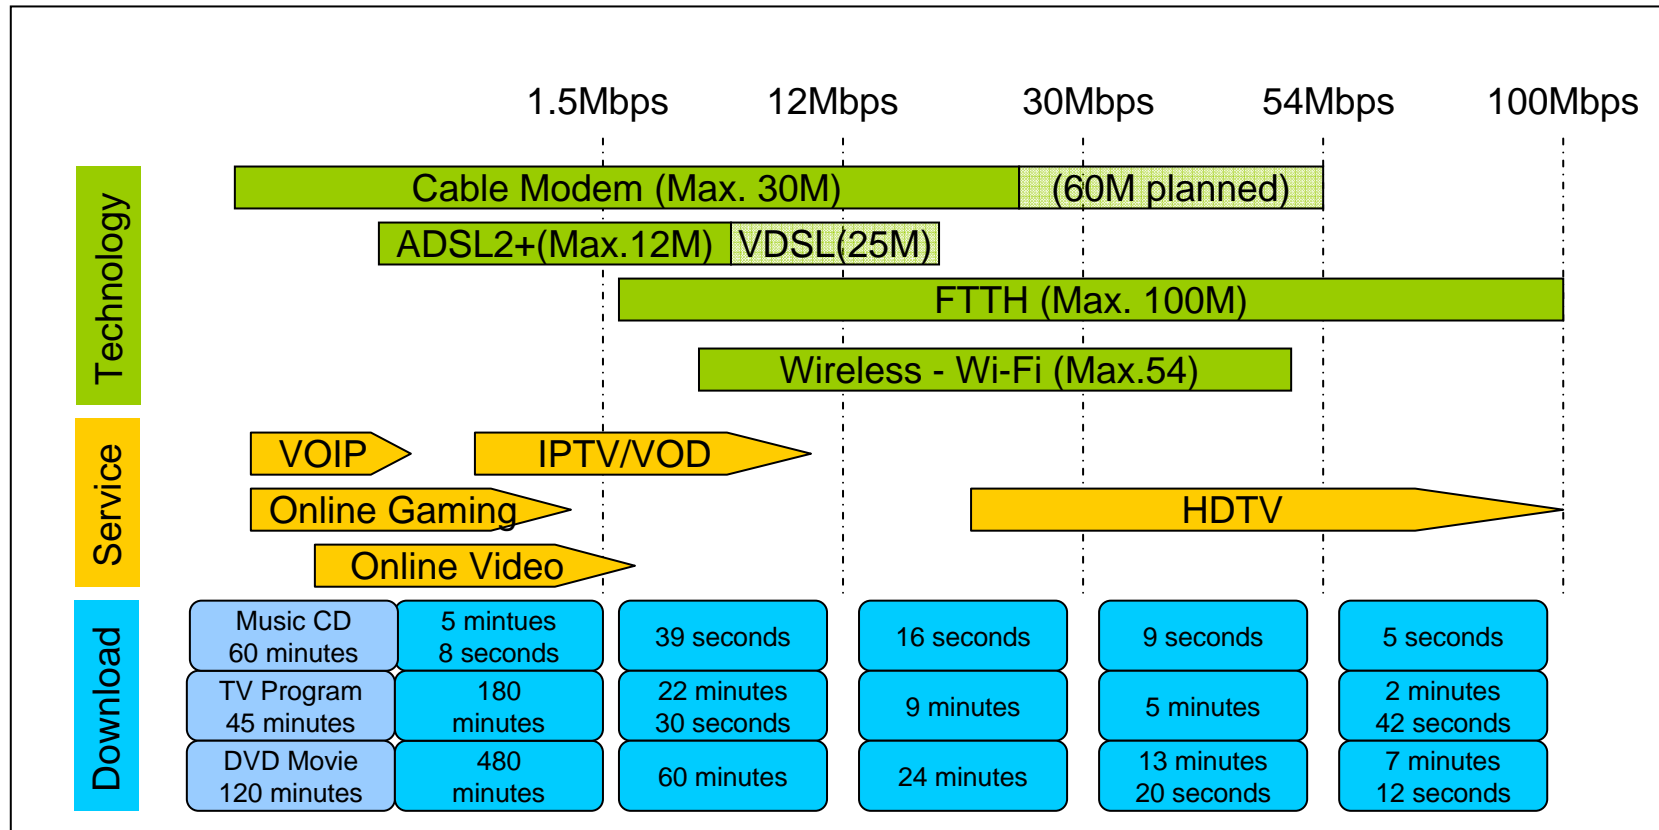 1.5Mbps 12Mbps 30Mbps 54Mbps 100Mbps
Technology
Cable Modem (Max. 30M) (60M planned)
ADSL2+(Max.12M) VDSL(25M)
FTTH (Max. 100M)
Wireless - Wi-Fi (Max.54)
Service
VOIP IPTV/VOD
Online Gaming HDTV
Online Video
Download
Music CD
60 minutes
5 mintues
8 seconds
39 seconds
16 seconds
9 seconds
5 seconds
TV Program
45 minutes
180
minutes
22 minutes
30 seconds
9 minutes
5 minutes
2 minutes
42 seconds
DVD Movie
120 minutes
480
minutes
60 minutes
24 minutes
13 minutes
20 seconds
7 minutes
12 seconds